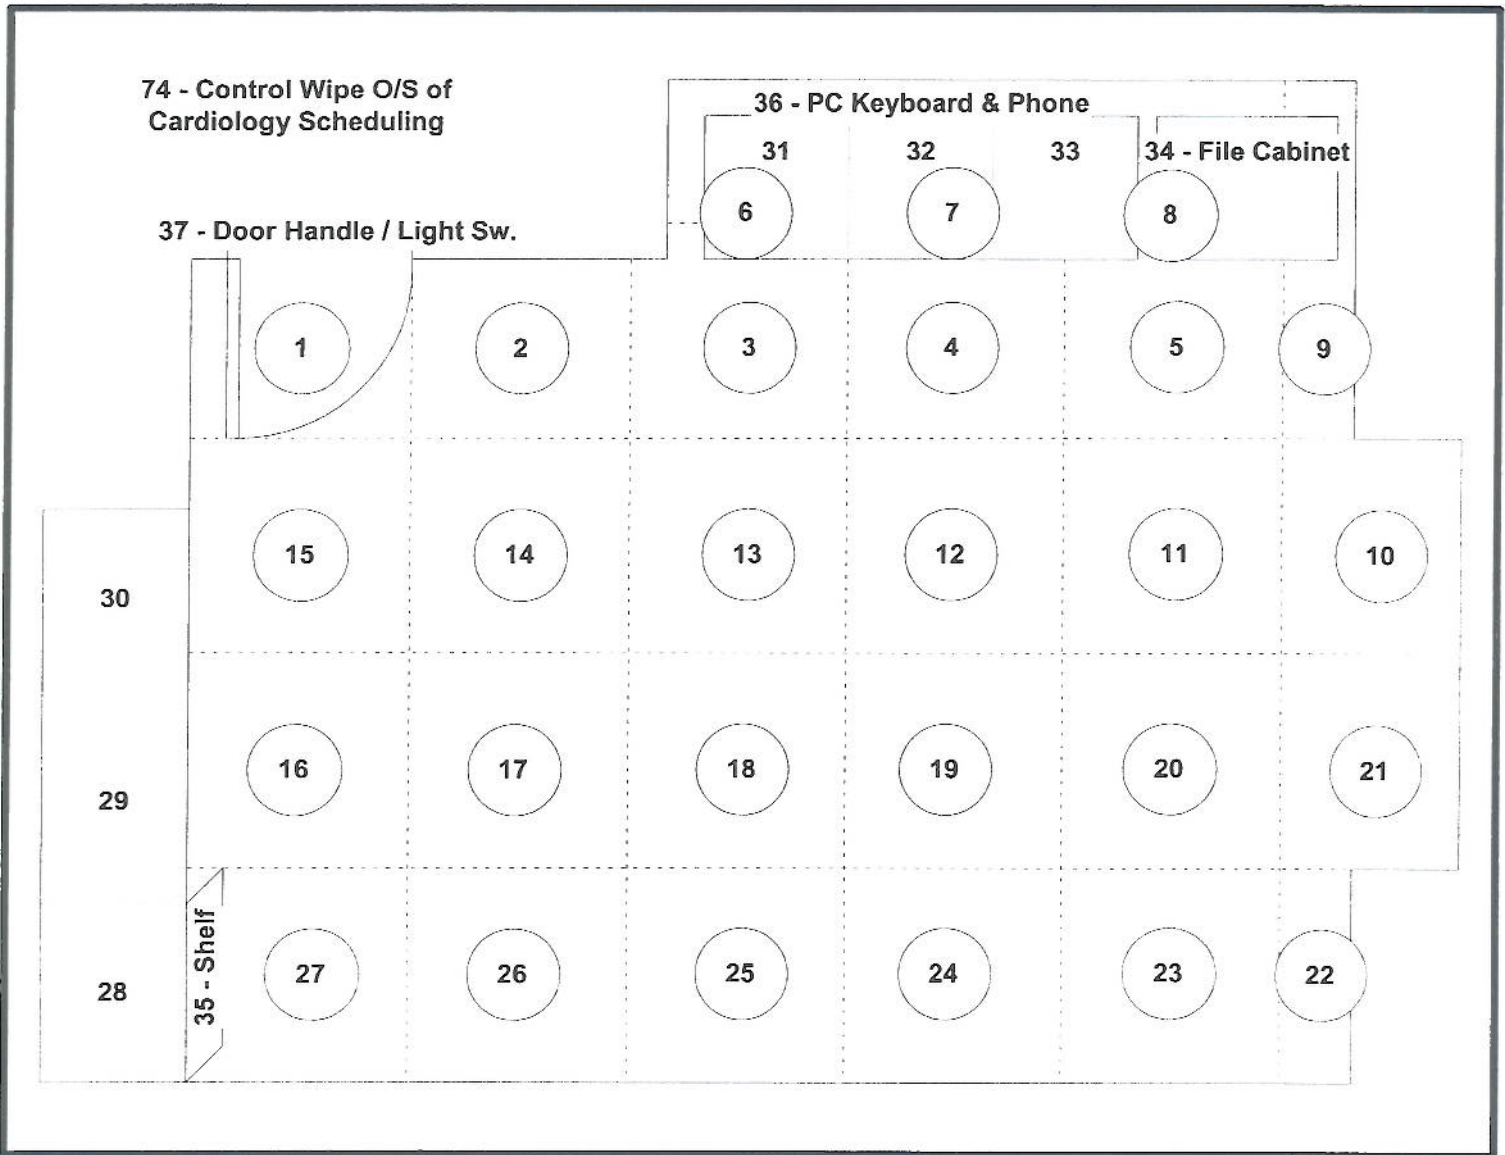 74 - Control Wipe O/S of
Cardiology Scheduling
36 - PC Keyboard & Phone
31 32 33 34 - File Cabinet
6 7 8
37 - Door Handle / Light Sw.
1 2 3 4 5 9
15 14 13 12 11 10
30
16 17 18 19 20 21
29
35 - Shelf
27 26 25 24 23 22
28